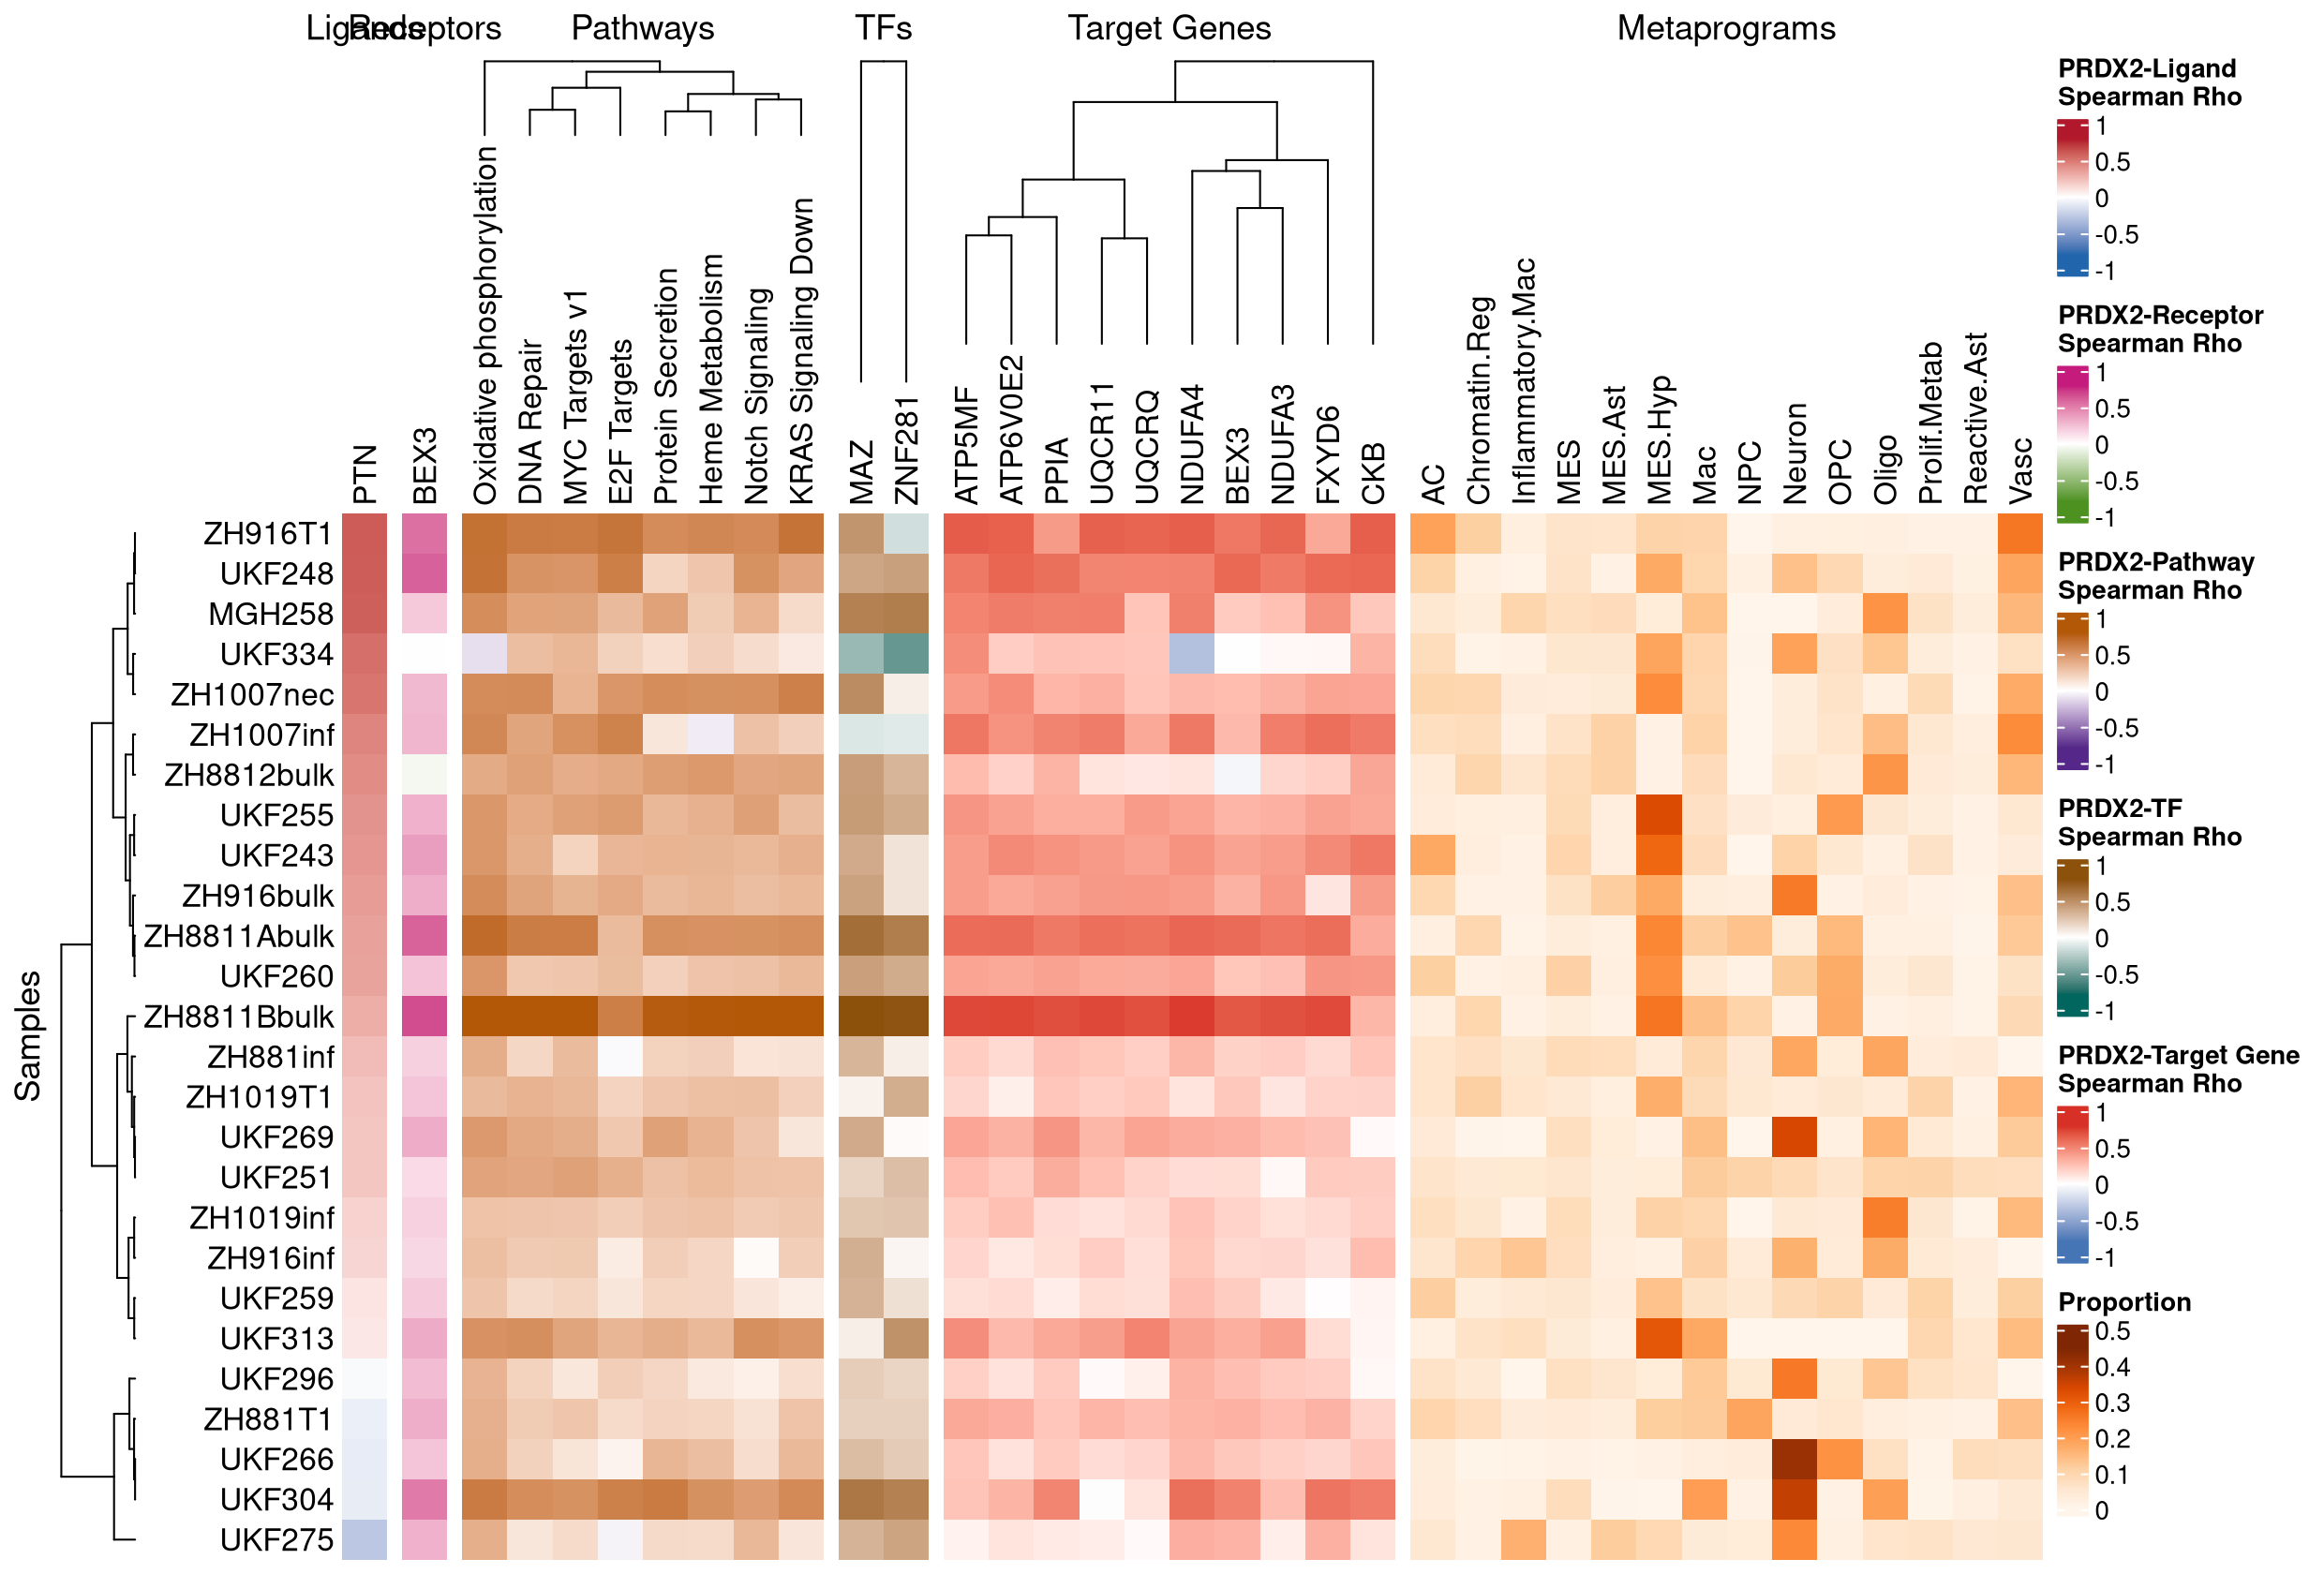 Ligands
Receptors
Pathways
TFs
Target Genes
Metaprograms
PTN
BEX3
Oxidative phosphorylation
DNA Repair
MYC Targets v1
E2F Targets
Protein Secretion
Heme Metabolism
Notch Signaling
KRAS Signaling Down
MAZ
ZNF281
ATP5MF
ATP6V0E2
PPIA
UQCR11
UQCRQ
NDUFA4
BEX3
NDUFA3
FXYD6
CKB
AC
Chromatin.Reg
Inflammatory.Mac
MES
MES.Ast
MES.Hyp
Mac
NPC
Neuron
OPC
Oligo
Prolif.Metab
Reactive.Ast
Vasc
Samples
ZH916T1
UKF248
MGH258
UKF334
ZH1007nec
ZH1007inf
ZH8812bulk
UKF255
UKF243
ZH916bulk
ZH8811Abulk
UKF260
ZH8811Bbulk
ZH881inf
ZH1019T1
UKF269
UKF251
ZH1019inf
ZH916inf
UKF259
UKF313
UKF296
ZH881T1
UKF266
UKF304
UKF275
PRDX2-Ligand
Spearman Rho
1
0.5
0
-0.5
-1
PRDX2-Receptor
Spearman Rho
1
0.5
0
-0.5
-1
PRDX2-Pathway
Spearman Rho
1
0.5
0
-0.5
-1
PRDX2-TF
Spearman Rho
1
0.5
0
-0.5
-1
PRDX2-Target Gene
Spearman Rho
1
0.5
0
-0.5
-1
Proportion
0.5
0.4
0.3
0.2
0.1
0